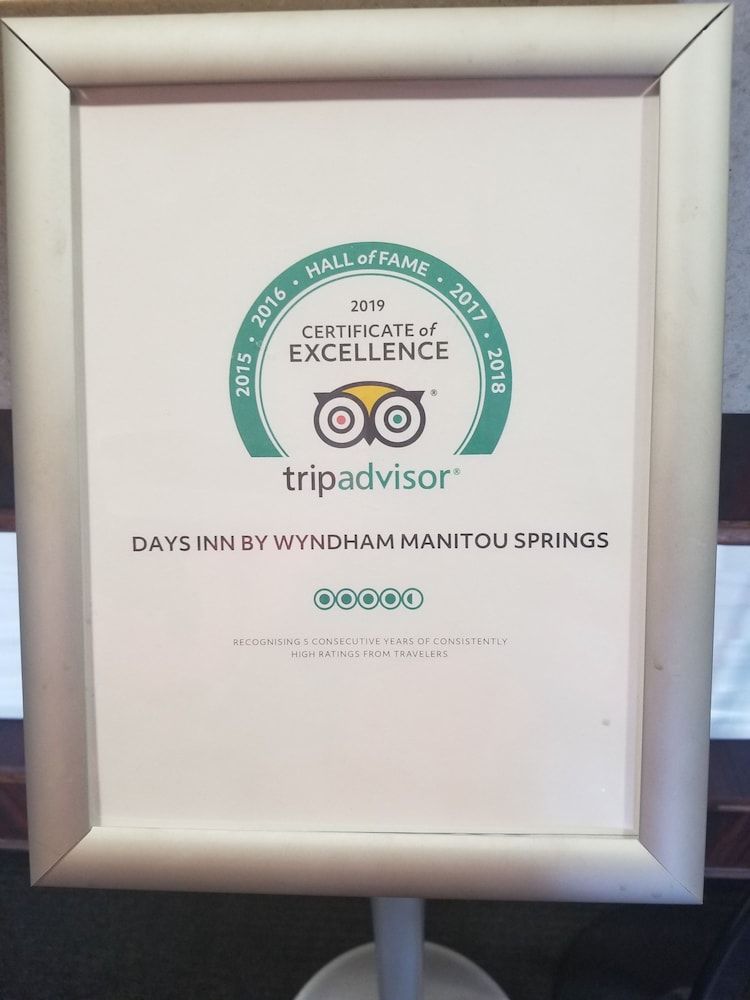 2015 • 2016 • HALL of FAME • 2017 • 2018
2019
CERTIFICATE of
EXCELLENCE
®
tripadvisor®
DAYS INN BY WYNDHAM MANITOU SPRINGS
RECOGNISING 5 CONSECUTIVE YEARS OF CONSISTENTLY
HIGH RATINGS FROM TRAVELERS